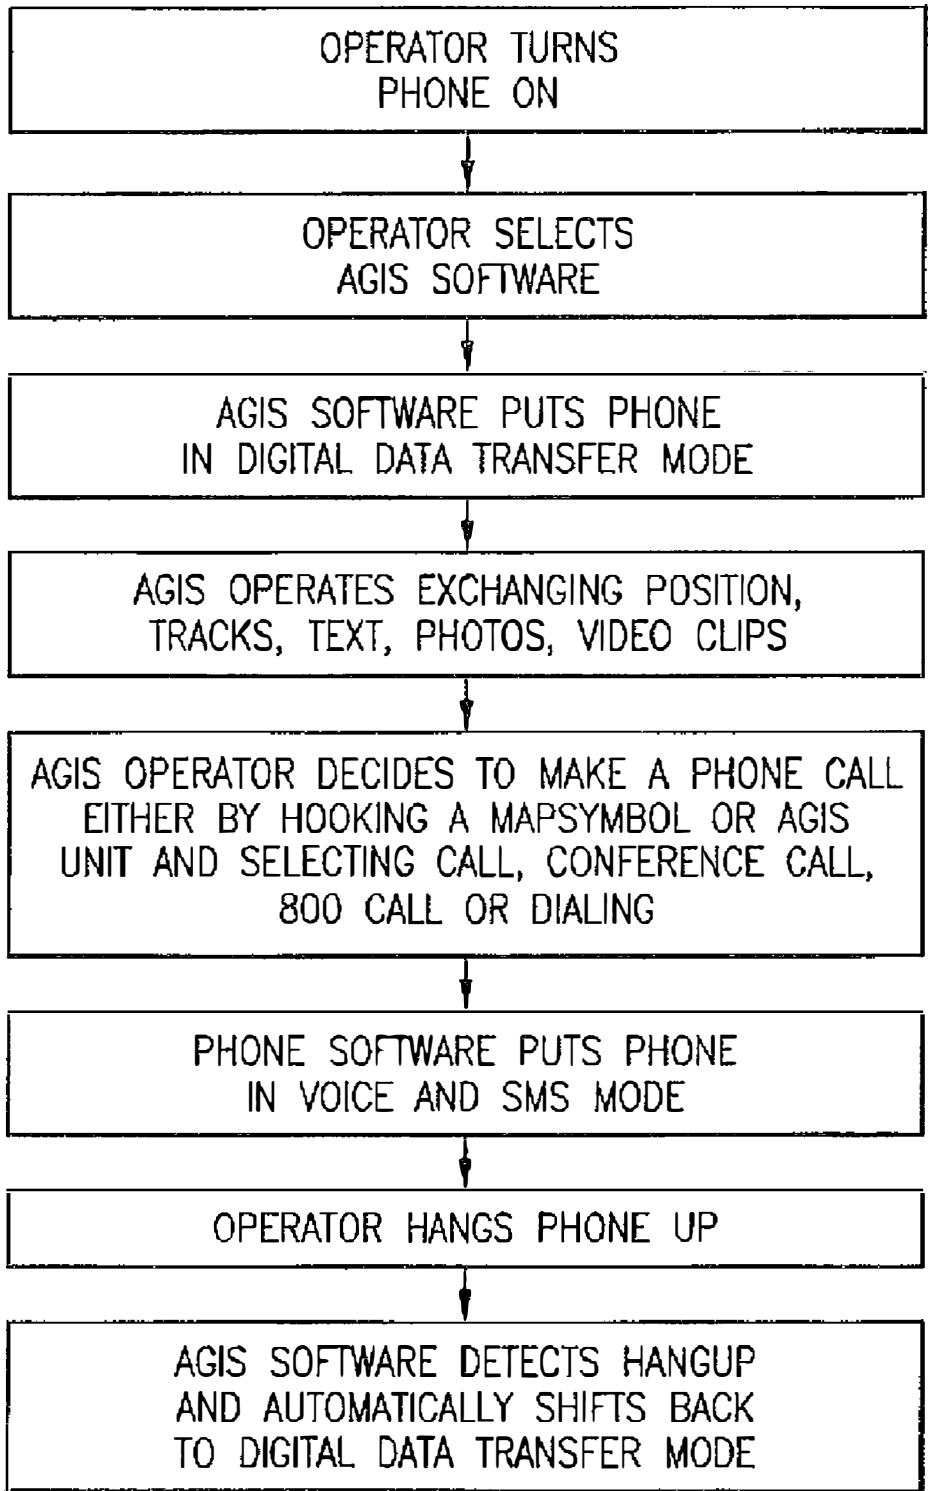 OPERATOR TURNS
PHONE ON
OPERATOR SELECTS
AGIS SOFTWARE
AGIS SOFTWARE PUTS PHONE
IN DIGITAL DATA TRANSFER MODE
AGIS OPERATES EXCHANGING POSITION,
TRACKS, TEXT, PHOTOS, VIDEO CLIPS
AGIS OPERATOR DECIDES TO MAKE A PHONE CALL
EITHER BY HOOKING A MAPSYMBOL OR AGIS
UNIT AND SELECTING CALL, CONFERENCE CALL,
800 CALL OR DIALING
PHONE SOFTWARE PUTS PHONE
IN VOICE AND SMS MODE
OPERATOR HANGS PHONE UP
AGIS SOFTWARE DETECTS HANGUP
AND AUTOMATICALLY SHIFTS BACK
TO DIGITAL DATA TRANSFER MODE